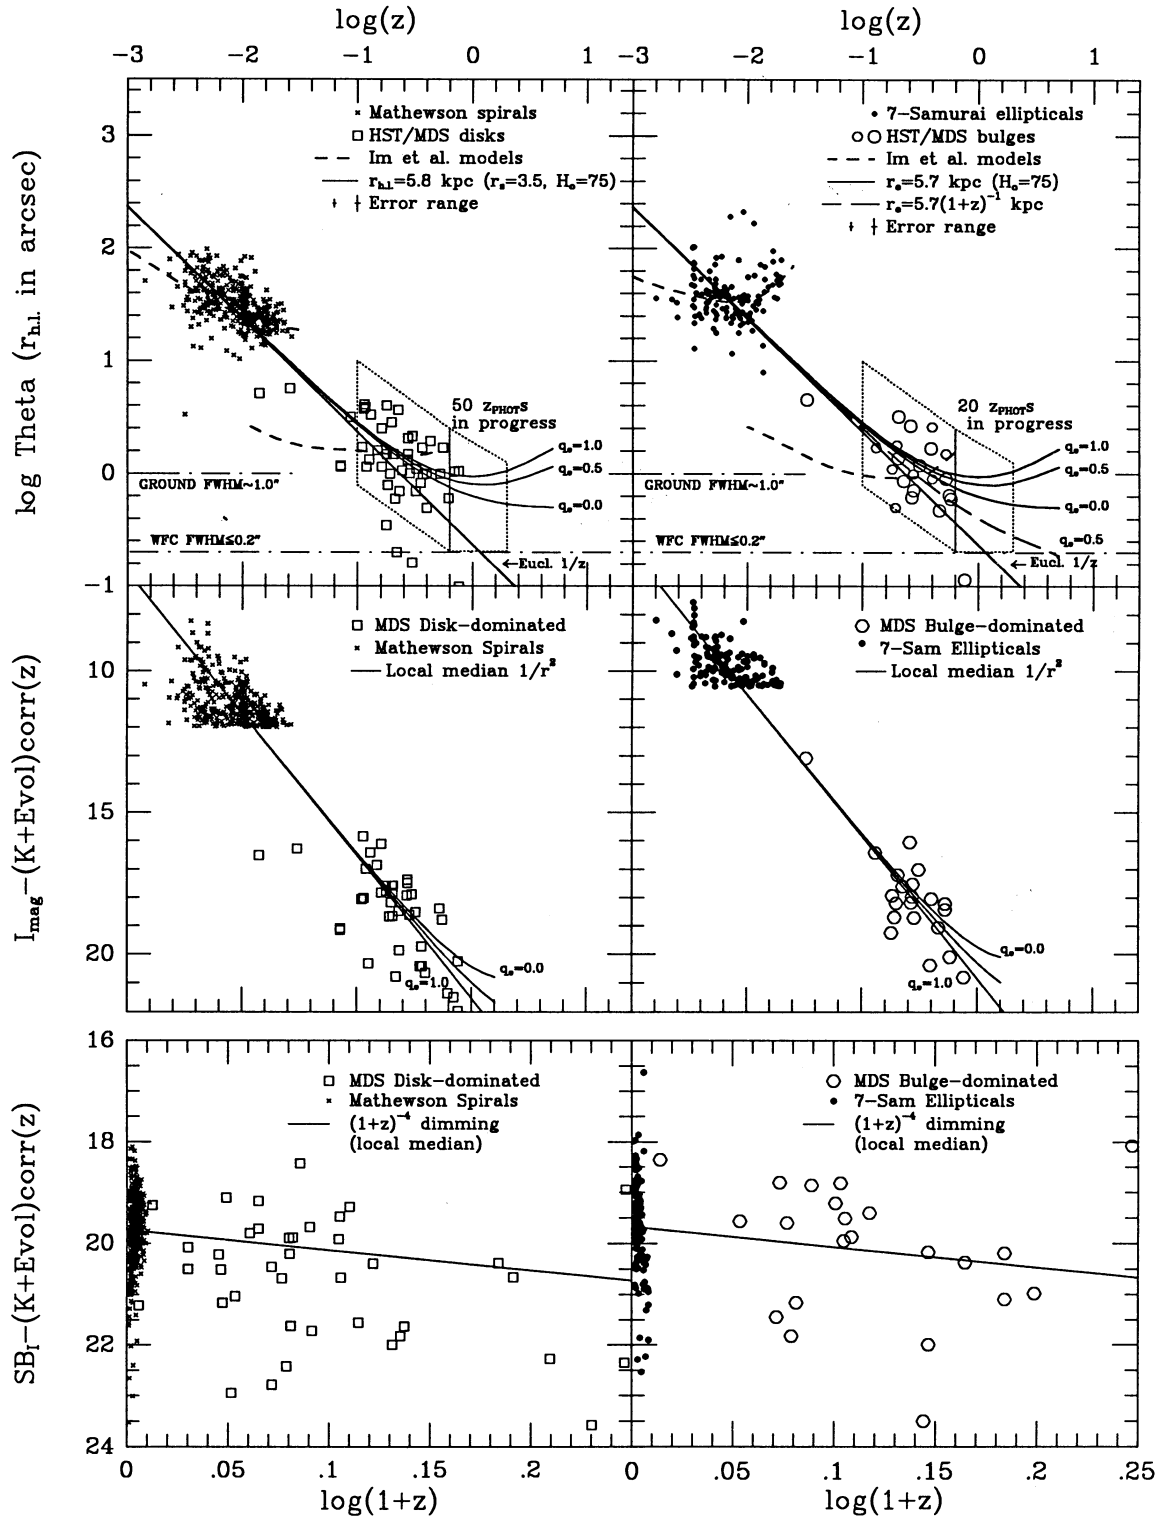 log(z) log(z)
−3 −2 −1 0 1 −3 −2 −1 0 1
× Mathewson spirals
□ HST/MDS disks
– – Im et al. models
— r_h.l.=5.8 kpc (r_s=3.5, H_o=75)
Error range
• 7−Samurai ellipticals
○ ○ HST/MDS bulges
– – – Im et al. models
— r_e=5.7 kpc (H_o=75)
— — r_e=5.7(1+z)^−1 kpc
Error range
log Theta (r_h.l. in arcsec)
3
2
1
0
−1
50 z_PHOTs
in progress
q_o=1.0
q_o=0.5
q_o=0.0
GROUND FWHM~1.0"
WFC FWHM≤0.2"
←Eucl. 1/z
20 z_PHOTs
in progress
q_o=1.0
q_o=0.5
q_o=0.0
q_o=0.5
GROUND FWHM~1.0"
WFC FWHM≤0.2"
←Eucl. 1/z
I_mag−(K+Evol)corr(z)
10
15
20
□ MDS Disk−dominated
× Mathewson Spirals
— Local median 1/r^2
q_o=0.0
q_o=1.0
○ MDS Bulge−dominated
• 7−Sam Ellipticals
— Local median 1/r^2
q_o=0.0
q_o=1.0
SB_I−(K+Evol)corr(z)
16
18
20
22
24
□ MDS Disk−dominated
× Mathewson Spirals
— (1+z)^−4 dimming
(local median)
○ MDS Bulge−dominated
• 7−Sam Ellipticals
— (1+z)^−4 dimming
(local median)
0 .05 .1 .15 .2 0 .05 .1 .15 .2 .25
log(1+z) log(1+z)